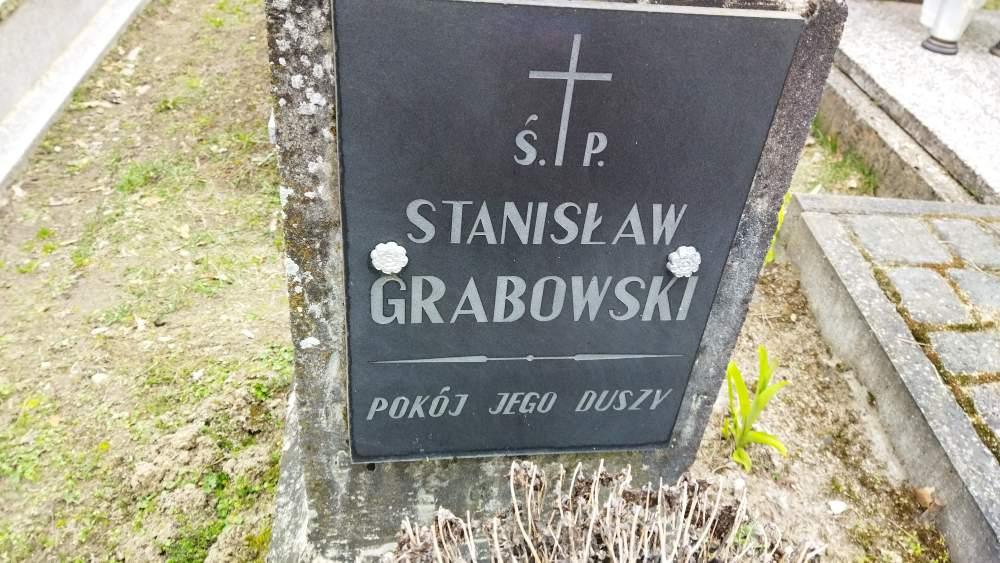 Ś. P.
STANISŁAW
GRABOWSKI
POKÓJ JEGO DUSZY